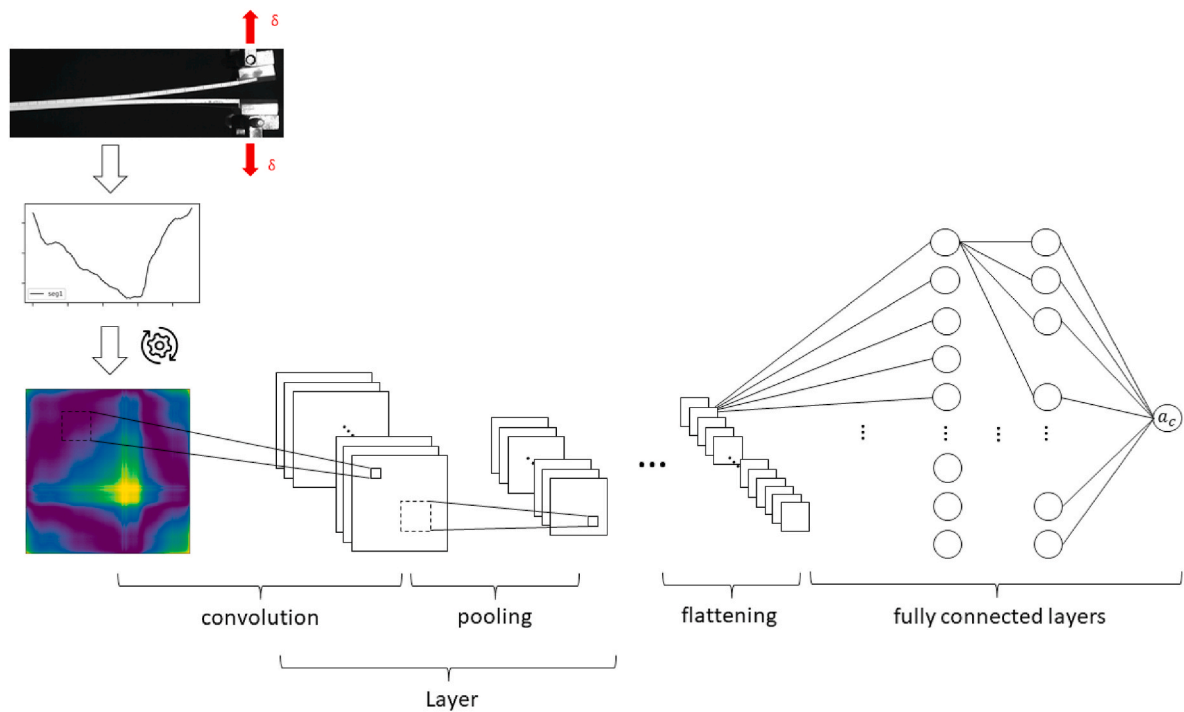 δ
δ
seg1
a_c
convolution
pooling
flattening
fully connected layers
Layer